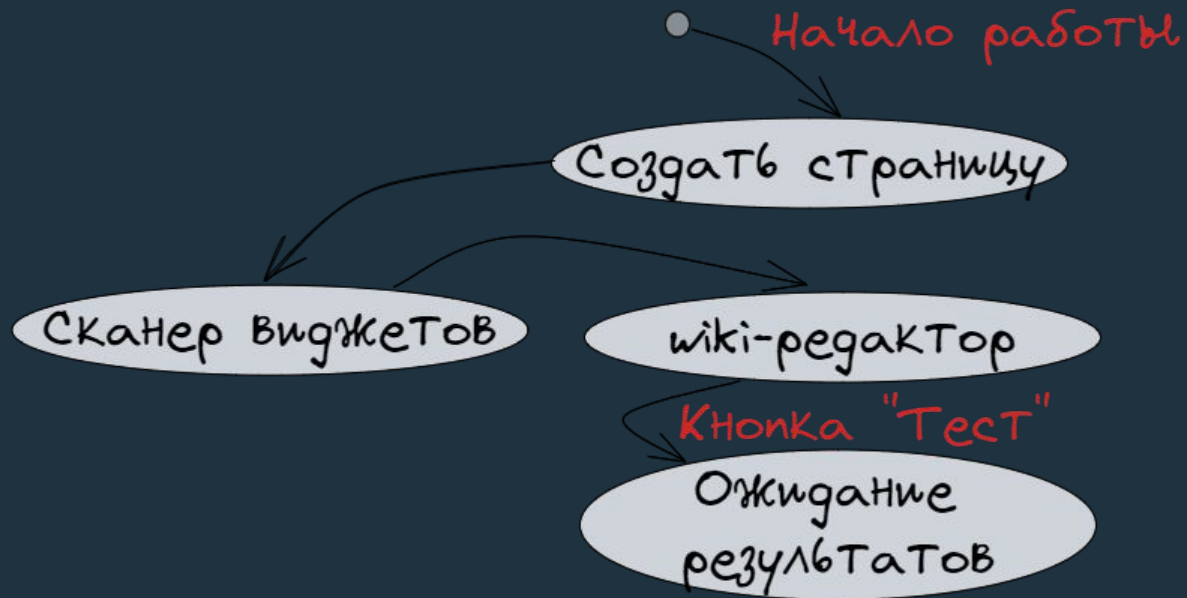 Начало работы
Создать страницу
Сканер виджетов
wiki-редактор
Кнопка "Тест"
Ожидание
результатов